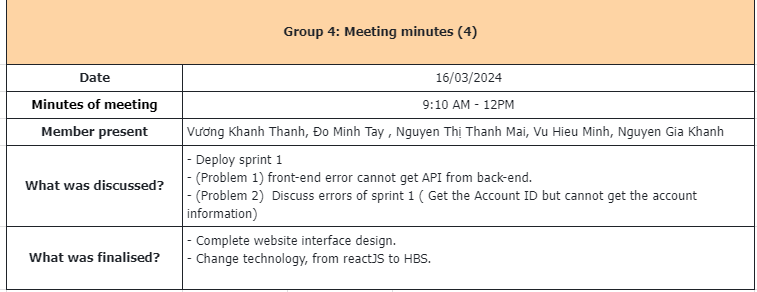 Group 4: Meeting minutes (4)
Date
16/03/2024
Minutes of meeting
9:10 AM - 12PM
Member present
Vương Khanh Thanh, Đo Minh Tay , Nguyen Thị Thanh Mai, Vu Hieu Minh, Nguyen Gia Khanh
What was discussed?
- Deploy sprint 1
- (Problem 1) front-end error cannot get API from back-end.
- (Problem 2)  Discuss errors of sprint 1 ( Get the Account ID but cannot get the account
information)
What was finalised?
- Complete website interface design.
- Change technology, from reactJS to HBS.